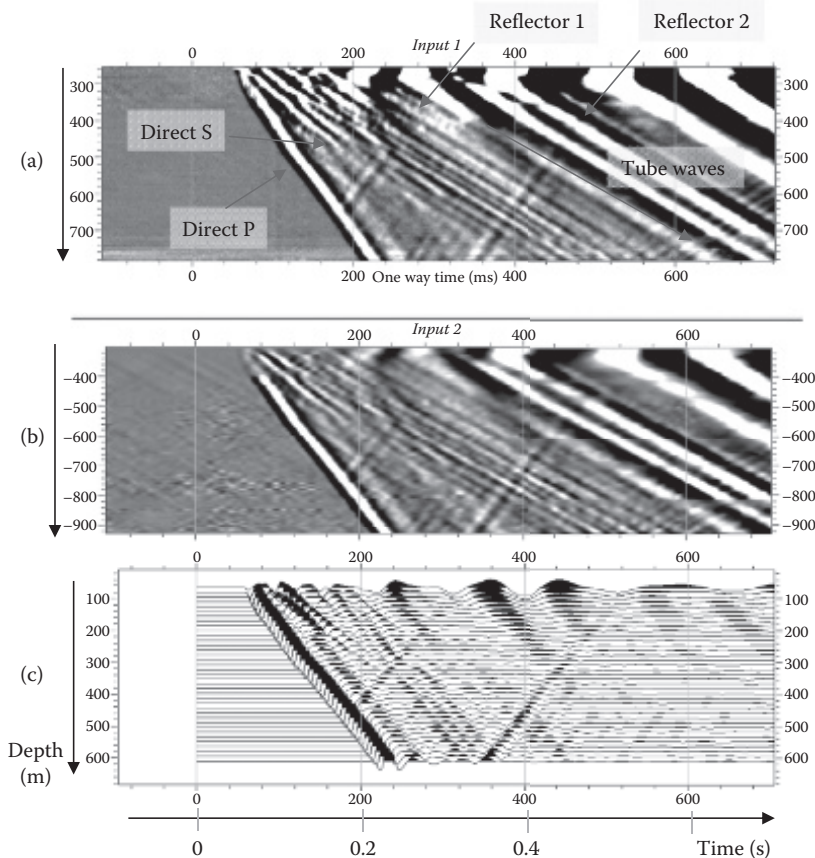 Reflector 1 Reflector 2
Input 1
0 200 400 600
300 300
400 400
500 500
600 600
700 700
(a)
Direct S
Direct P
Tube waves
0 200 One way time (ms) 400 600
Input 2
0 200 400 600
−400 −400
−500 −500
−600 −600
−700 −700
−800 −800
−900 −900
(b)
0 200 400 600
100 100
200 200
300 300
400 400
500 500
600 600
(c)
Depth
(m)
0 200 400 600
0 0.2 0.4 Time (s)